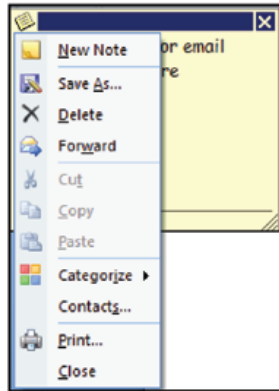 New Note
or email
re
Save As...
Delete
Forward
Cut
Copy
Paste
Categorize
Contacts...
Print...
Close